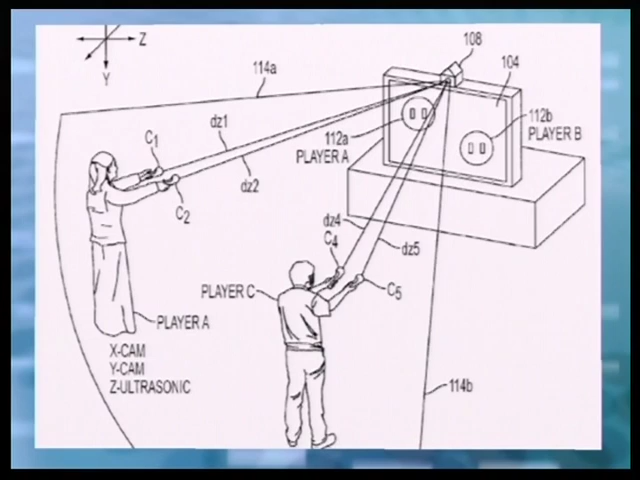 Z
Y
108
104
114a
112b
PLAYER B
112a
PLAYER A
dz1
C1
dz2
C2
dz4
C4
dz5
C5
PLAYER C
PLAYER A
X-CAM
Y-CAM
Z-ULTRASONIC
114b